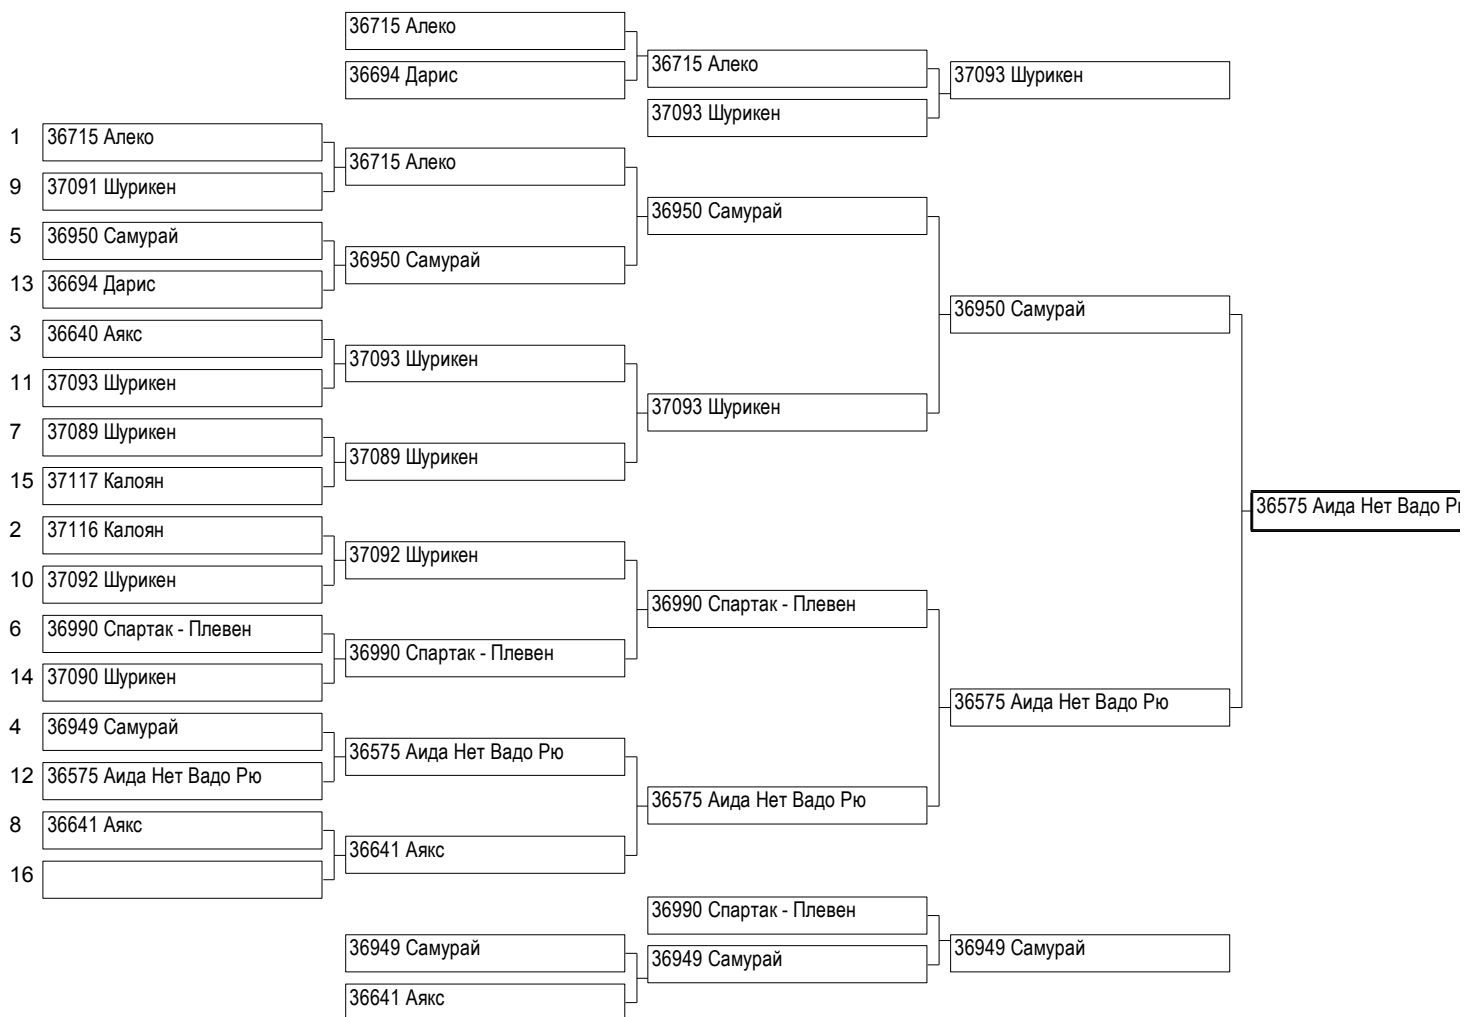 36715 Алеко
36694 Дарис
36715 Алеко
37093 Шурикен
37093 Шурикен
1 36715 Алеко
9 37091 Шурикен
5 36950 Самурай
13 36694 Дарис
3 36640 Аякс
11 37093 Шурикен
7 37089 Шурикен
15 37117 Калоян
2 37116 Калоян
10 37092 Шурикен
6 36990 Спартак - Плевен
14 37090 Шурикен
4 36949 Самурай
12 36575 Аида Нет Вадо Рю
8 36641 Аякс
16
36715 Алеко
36950 Самурай
37093 Шурикен
37089 Шурикен
37092 Шурикен
36990 Спартак - Плевен
36575 Аида Нет Вадо Рю
36641 Аякс
36950 Самурай
37093 Шурикен
36990 Спартак - Плевен
36575 Аида Нет Вадо Рю
36950 Самурай
36575 Аида Нет Вадо Рю
36575 Аида Нет Вадо
36949 Самурай
36641 Аякс
36990 Спартак - Плевен
36949 Самурай
36949 Самурай